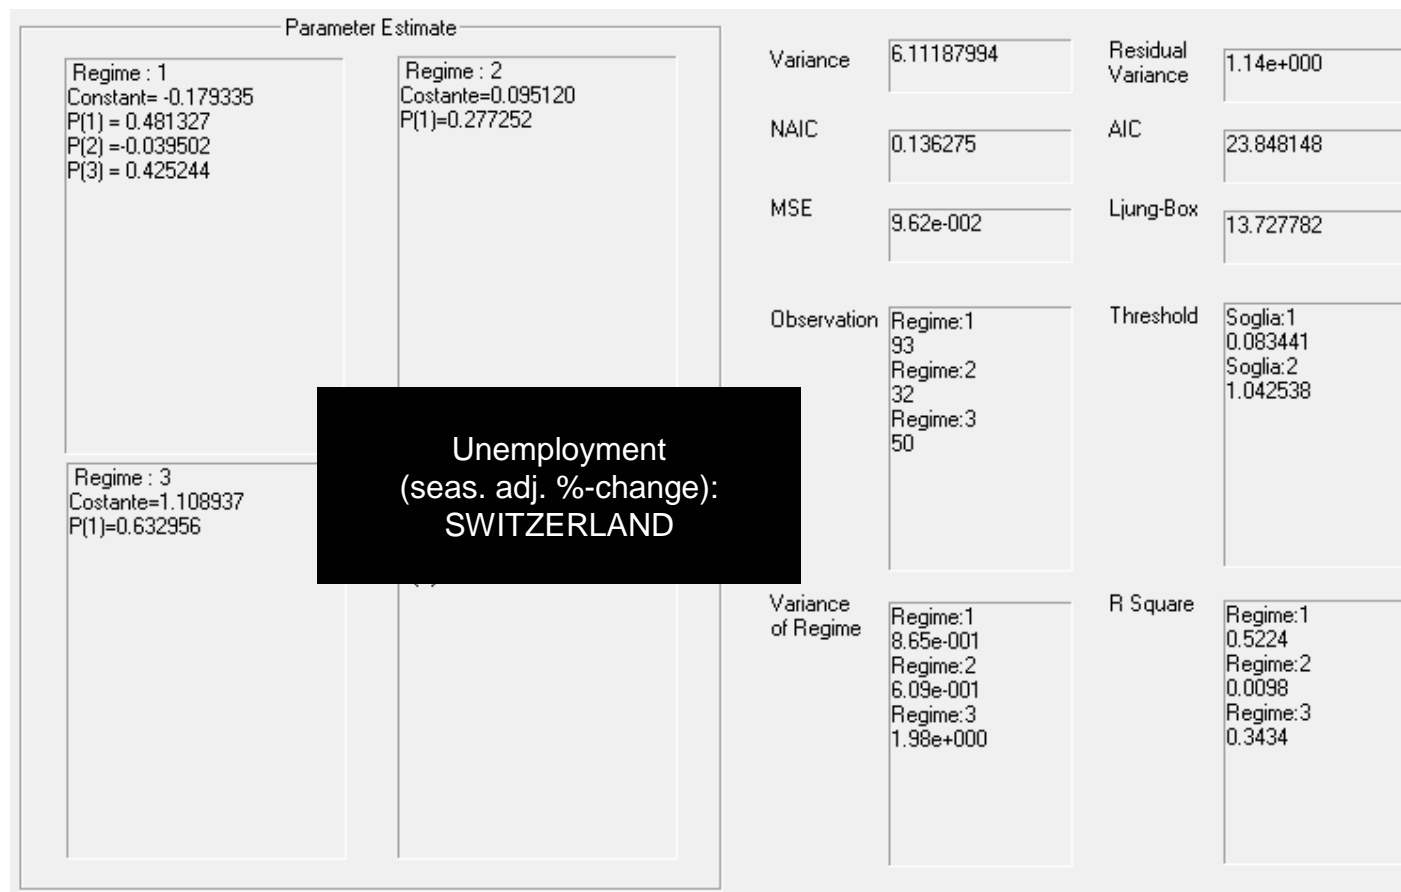 Parameter Estimate
Regime : 1
Constant= -0.179335
P(1) = 0.481327
P(2) =-0.039502
P(3) = 0.425244
Regime : 2
Costante=0.095120
P(1)=0.277252
Regime : 3
Costante=1.108937
P(1)=0.632956
Unemployment
(seas. adj. %-change):
SWITZERLAND
Variance
6.11187994
Residual
Variance
1.14e+000
NAIC
0.136275
AIC
23.848148
MSE
9.62e-002
Ljung-Box
13.727782
Observation
Regime:1
93
Regime:2
32
Regime:3
50
Threshold
Soglia:1
0.083441
Soglia:2
1.042538
Variance
of Regime
Regime:1
8.65e-001
Regime:2
6.09e-001
Regime:3
1.98e+000
R Square
Regime:1
0.5224
Regime:2
0.0098
Regime:3
0.3434